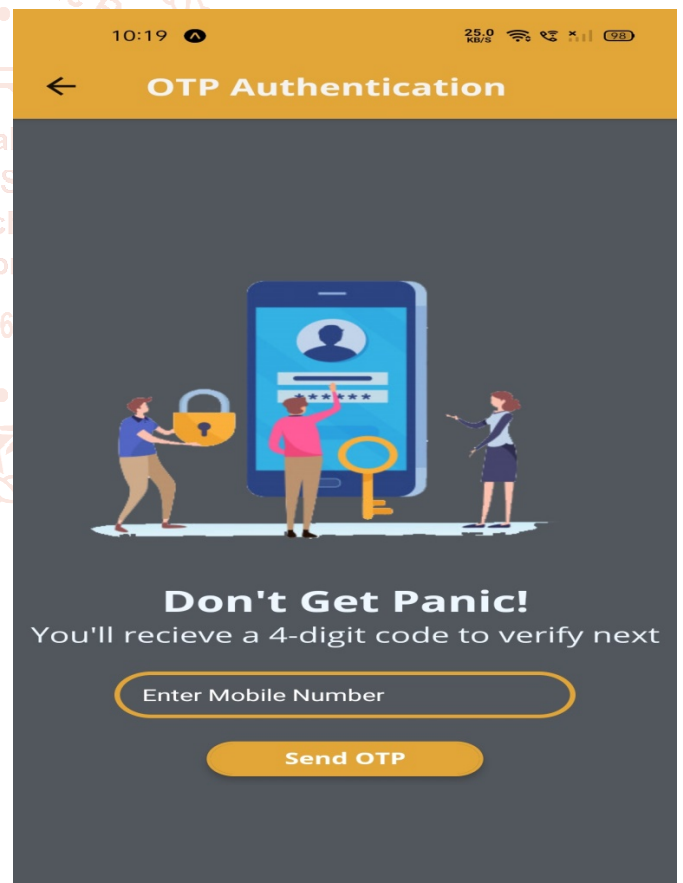 10:19
25.0
KB/S
98
OTP Authentication
******
Don't Get Panic!
You'll recieve a 4-digit code to verify next
Enter Mobile Number
Send OTP